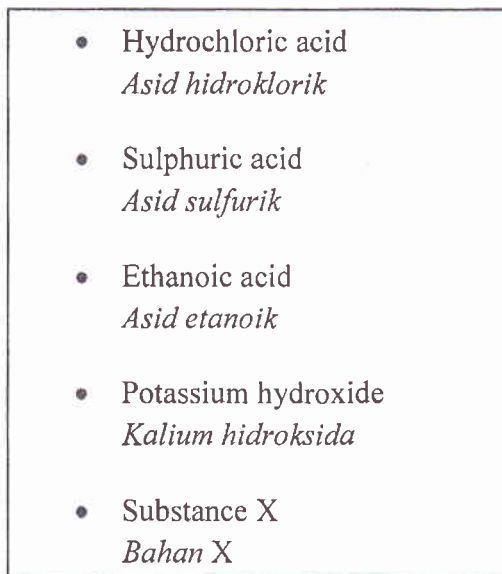 • Hydrochloric acid
Asid hidroklorik
• Sulphuric acid
Asid sulfurik
• Ethanoic acid
Asid etanoik
• Potassium hydroxide
Kalium hidroksida
• Substance X
Bahan X